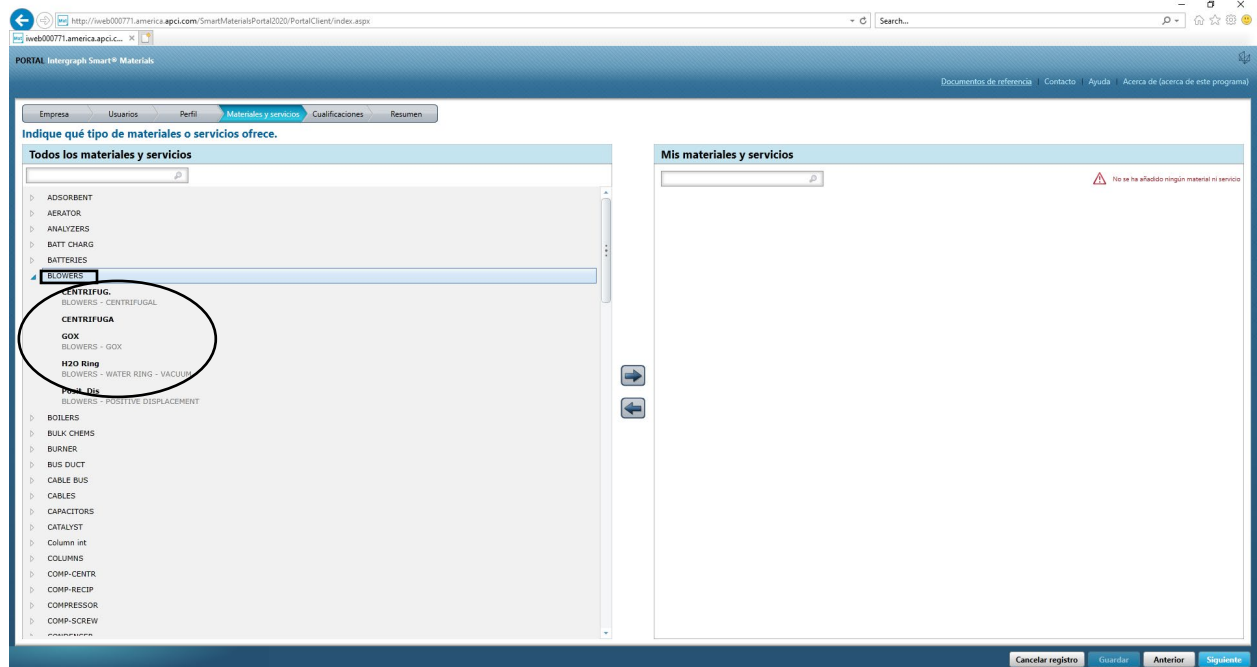 http://iweb000771.america.apci.com/SmartMaterialsPortal2020/PortalClient/index.aspx
Search...
iweb000771.america.apci.c...
PORTAL Intergraph Smart® Materials
Documentos de referencia | Contacto | Ayuda | Acerca de (acerca de este programa)
Empresa Usuarios Perfil Materiales y servicios Cualificaciones Resumen
Indique qué tipo de materiales o servicios ofrece.
Todos los materiales y servicios
Mis materiales y servicios
No se ha añadido ningún material ni servicio
ADSORBENT
AERATOR
ANALYZERS
BATT CHARG
BATTERIES
BLOWERS
CENTRIFUG.
BLOWERS - CENTRIFUGAL
CENTRIFUGA
GOX
BLOWERS - GOX
H2O Ring
BLOWERS - WATER RING - VACUUM
Posit. Dis
BLOWERS - POSITIVE DISPLACEMENT
BOILERS
BULK CHEMS
BURNER
BUS DUCT
CABLE BUS
CABLES
CAPACITORS
CATALYST
Column int
COLUMNS
COMP-CENTR
COMP-RECIP
COMPRESSOR
COMP-SCREW
CONDENSER
Cancelar registro Guardar Anterior Siguiente